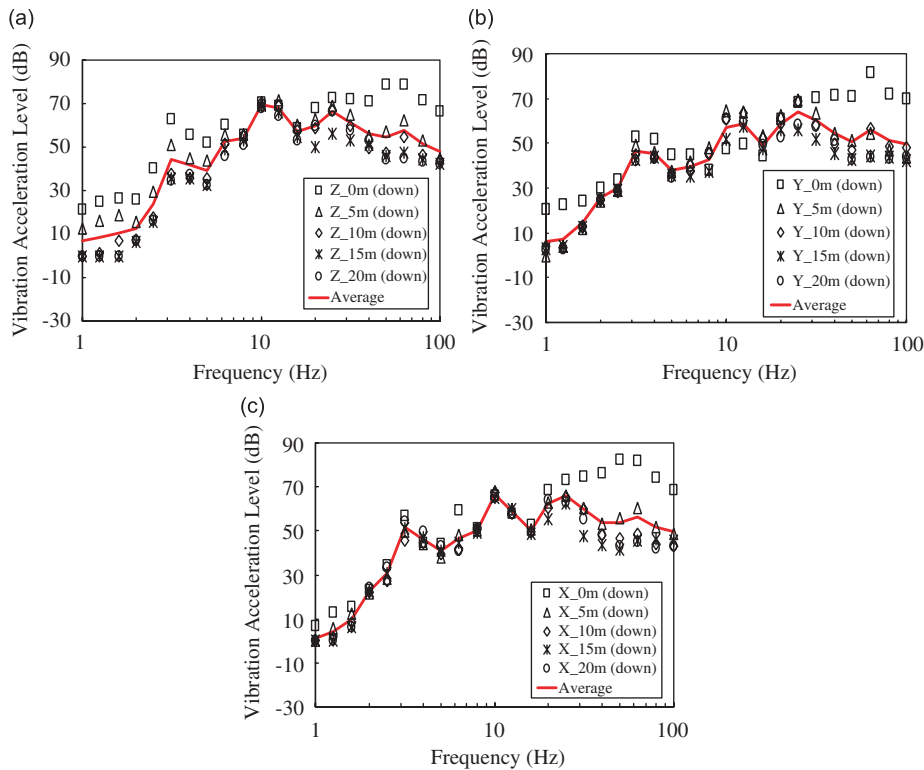 (a)
90
70
50
30
10
-10
-30
Vibration Acceleration Level (dB)
Z_0m (down)
Z_5m (down)
Z_10m (down)
Z_15m (down)
Z_20m (down)
Average
1
10
100
Frequency (Hz)
(b)
90
70
50
30
10
-10
-30
Vibration Acceleration Level (dB)
Y_0m (down)
Y_5m (down)
Y_10m (down)
Y_15m (down)
Y_20m (down)
Average
1
10
100
Frequency (Hz)
(c)
90
70
50
30
10
-10
-30
Vibration Acceleration Level (dB)
X_0m (down)
X_5m (down)
X_10m (down)
X_15m (down)
X_20m (down)
Average
1
10
100
Frequency (Hz)